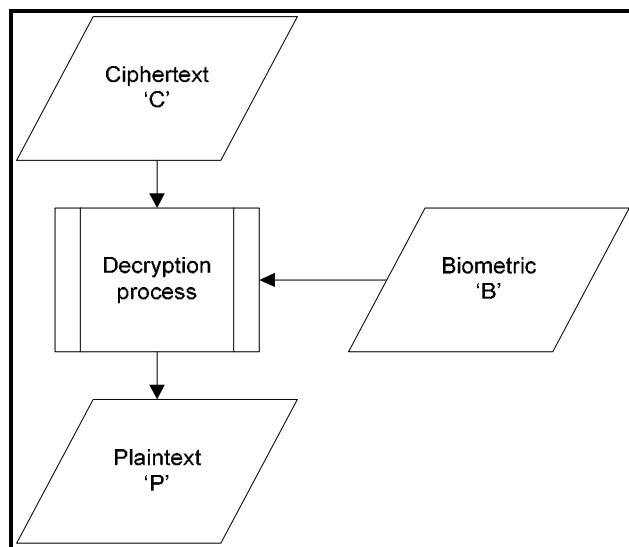 Ciphertext
‘C’
Decryption
process
Biometric
‘B’
Plaintext
‘P’